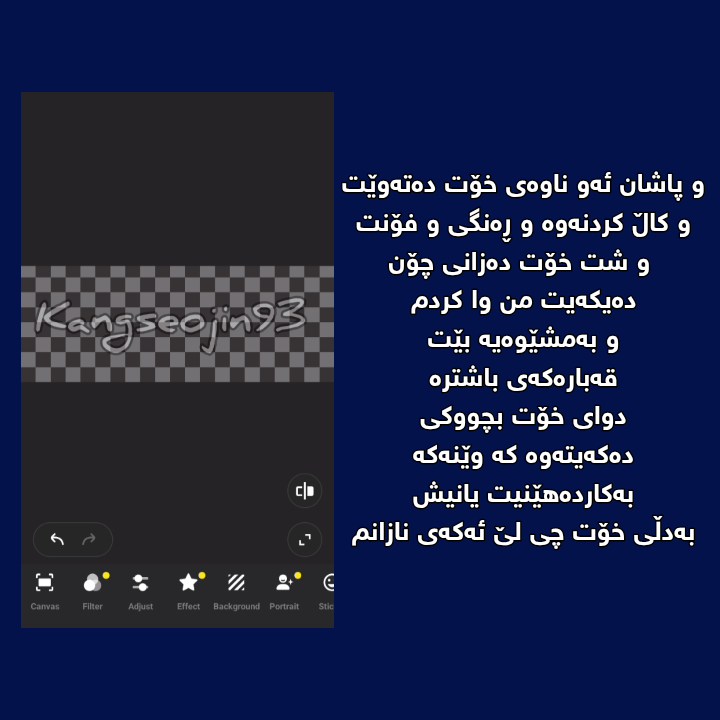 و پاشان ئەو ناوەی خۆت دەتەوێت
و کاڵ کردنەوە و ڕەنگی و فۆنت
و شت خۆت دەزانی چۆن
دەیکەیت من وا کردم
و بەمشێوەیە بێت
قەبارەکەی باشترە
دوای خۆت بچووکی
دەکەیتەوە کە وێنەکە
بەکاردەهێنیت یانیش
بەدڵی خۆت چی لێ ئەکەی نازانم
Kangseojin93
Canvas Filter Adjust Effect Background Portrait Stic